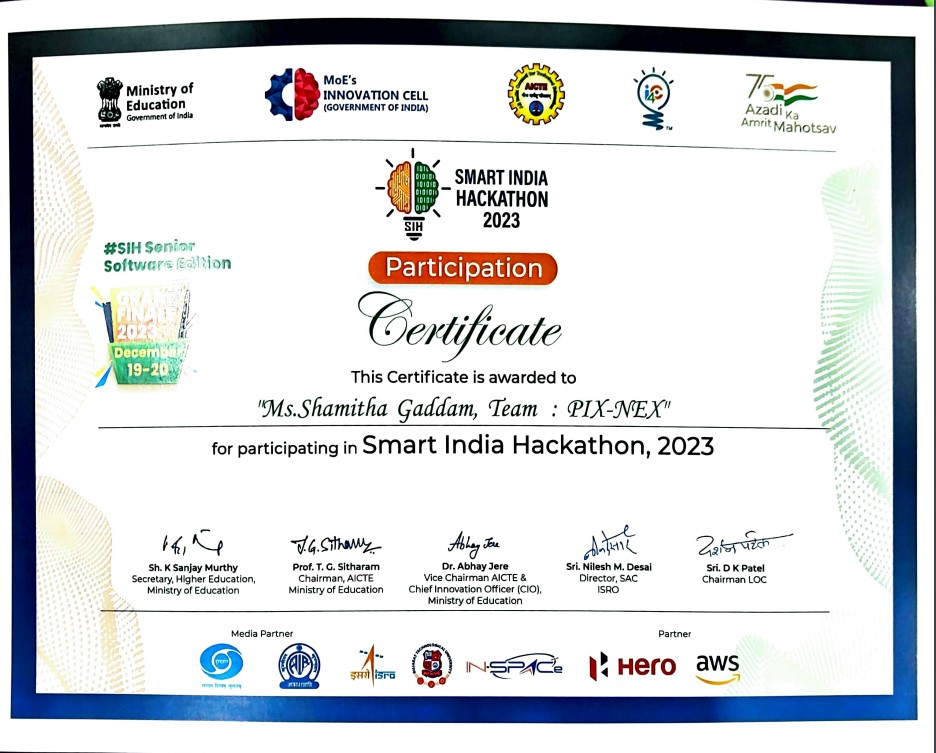 Ministry of
Education
Government of India
MoE's
INNOVATION CELL
(GOVERNMENT OF INDIA)
AICTE
75
Azadi Ka
Amrit Mahotsav
SIH
SMART INDIA
HACKATHON
2023
#SIH Senior
Software Edition
GRAND
FINALE
2023
December
19-20
Participation
Certificate
This Certificate is awarded to
"Ms.Shamitha Gaddam, Team : PIX-NEX"
for participating in Smart India Hackathon, 2023
Abhay Jere
Sh. K Sanjay Murthy
Secretary, Higher Education,
Ministry of Education
Prof. T. G. Sitharam
Chairman, AICTE
Ministry of Education
Dr. Abhay Jere
Vice Chairman AICTE &
Chief Innovation Officer (CIO),
Ministry of Education
Sri. Nilesh M. Desai
Director, SAC
ISRO
Sri. D K Patel
Chairman LOC
Media Partner
Partner
इसरो isro
IN-SPACe
Hero
aws